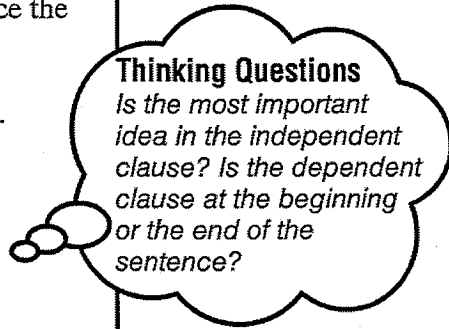 ce the
.
Thinking Questions
Is the most important
idea in the independent
clause? Is the dependent
clause at the beginning
or the end of the
sentence?